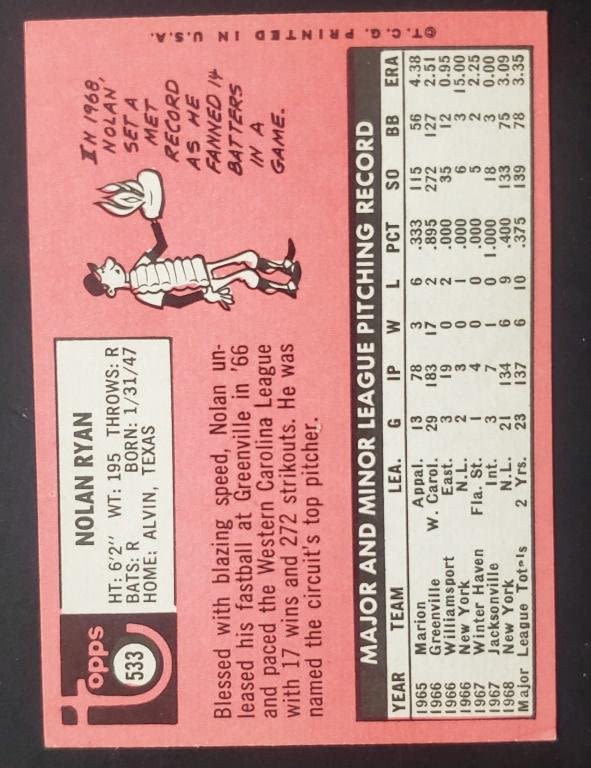 topps
533
NOLAN RYAN
HT: 6'2" WT: 195 THROWS: R
BATS: R BORN: 1/31/47
HOME: ALVIN, TEXAS
IN 1968,
NOLAN
SET A
MET
RECORD
AS HE
FANNED 14
BATTERS
IN A
GAME.
Blessed with blazing speed, Nolan un-
leased his fastball at Greenville in '66
and paced the Western Carolina League
with 17 wins and 272 strikouts. He was
named the circuit's top pitcher.
MAJOR AND MINOR LEAGUE PITCHING RECORD
YEAR TEAM LEA. G IP W L PCT SO BB ERA
1965 Marion Appal. 13 78 3 6 .333 115 56 4.38
1966 Greenville W. Carol. 29 183 17 2 .895 272 127 2.51
1966 Williamsport East. 3 19 0 2 .000 35 12 0.95
1966 New York N.L. 2 3 0 1 .000 6 3 15.00
1967 Winter Haven Fla. St. 1 4 0 0 .000 5 2 2.25
1967 Jacksonville Int. 3 7 1 0 1.000 18 3 0.00
1968 New York N.L. 21 134 6 9 .400 133 75 3.09
Major League Tot'ls 2 Yrs. 23 137 6 10 .375 139 78 3.35
©T.C.G. PRINTED IN U.S.A.